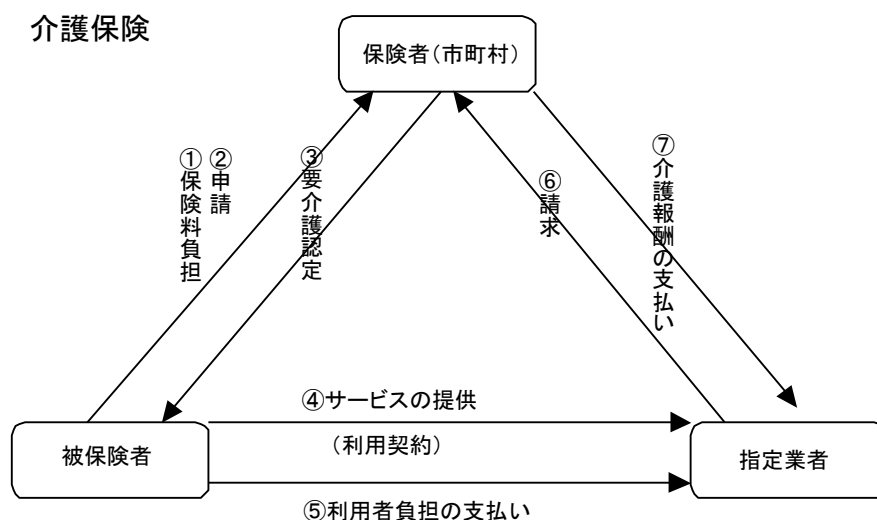 介護保険
保険者(市町村)
①保険料負担
②申請
③要介護認定
⑥請求
⑦介護報酬の支払い
④サービスの提供
(利用契約)
被保険者
指定業者
⑤利用者負担の支払い